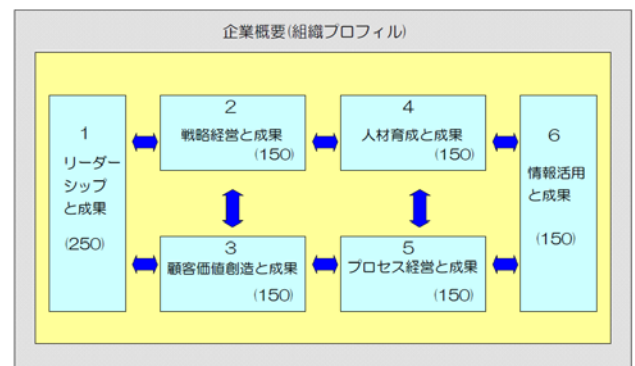 企業概要(組織プロフィル)
1
リーダー
シップ
と成果
(250)
2
戦略経営と成果
(150)
3
顧客価値創造と成果
(150)
4
人材育成と成果
(150)
5
プロセス経営と成果
(150)
6
情報活用
と成果
(150)